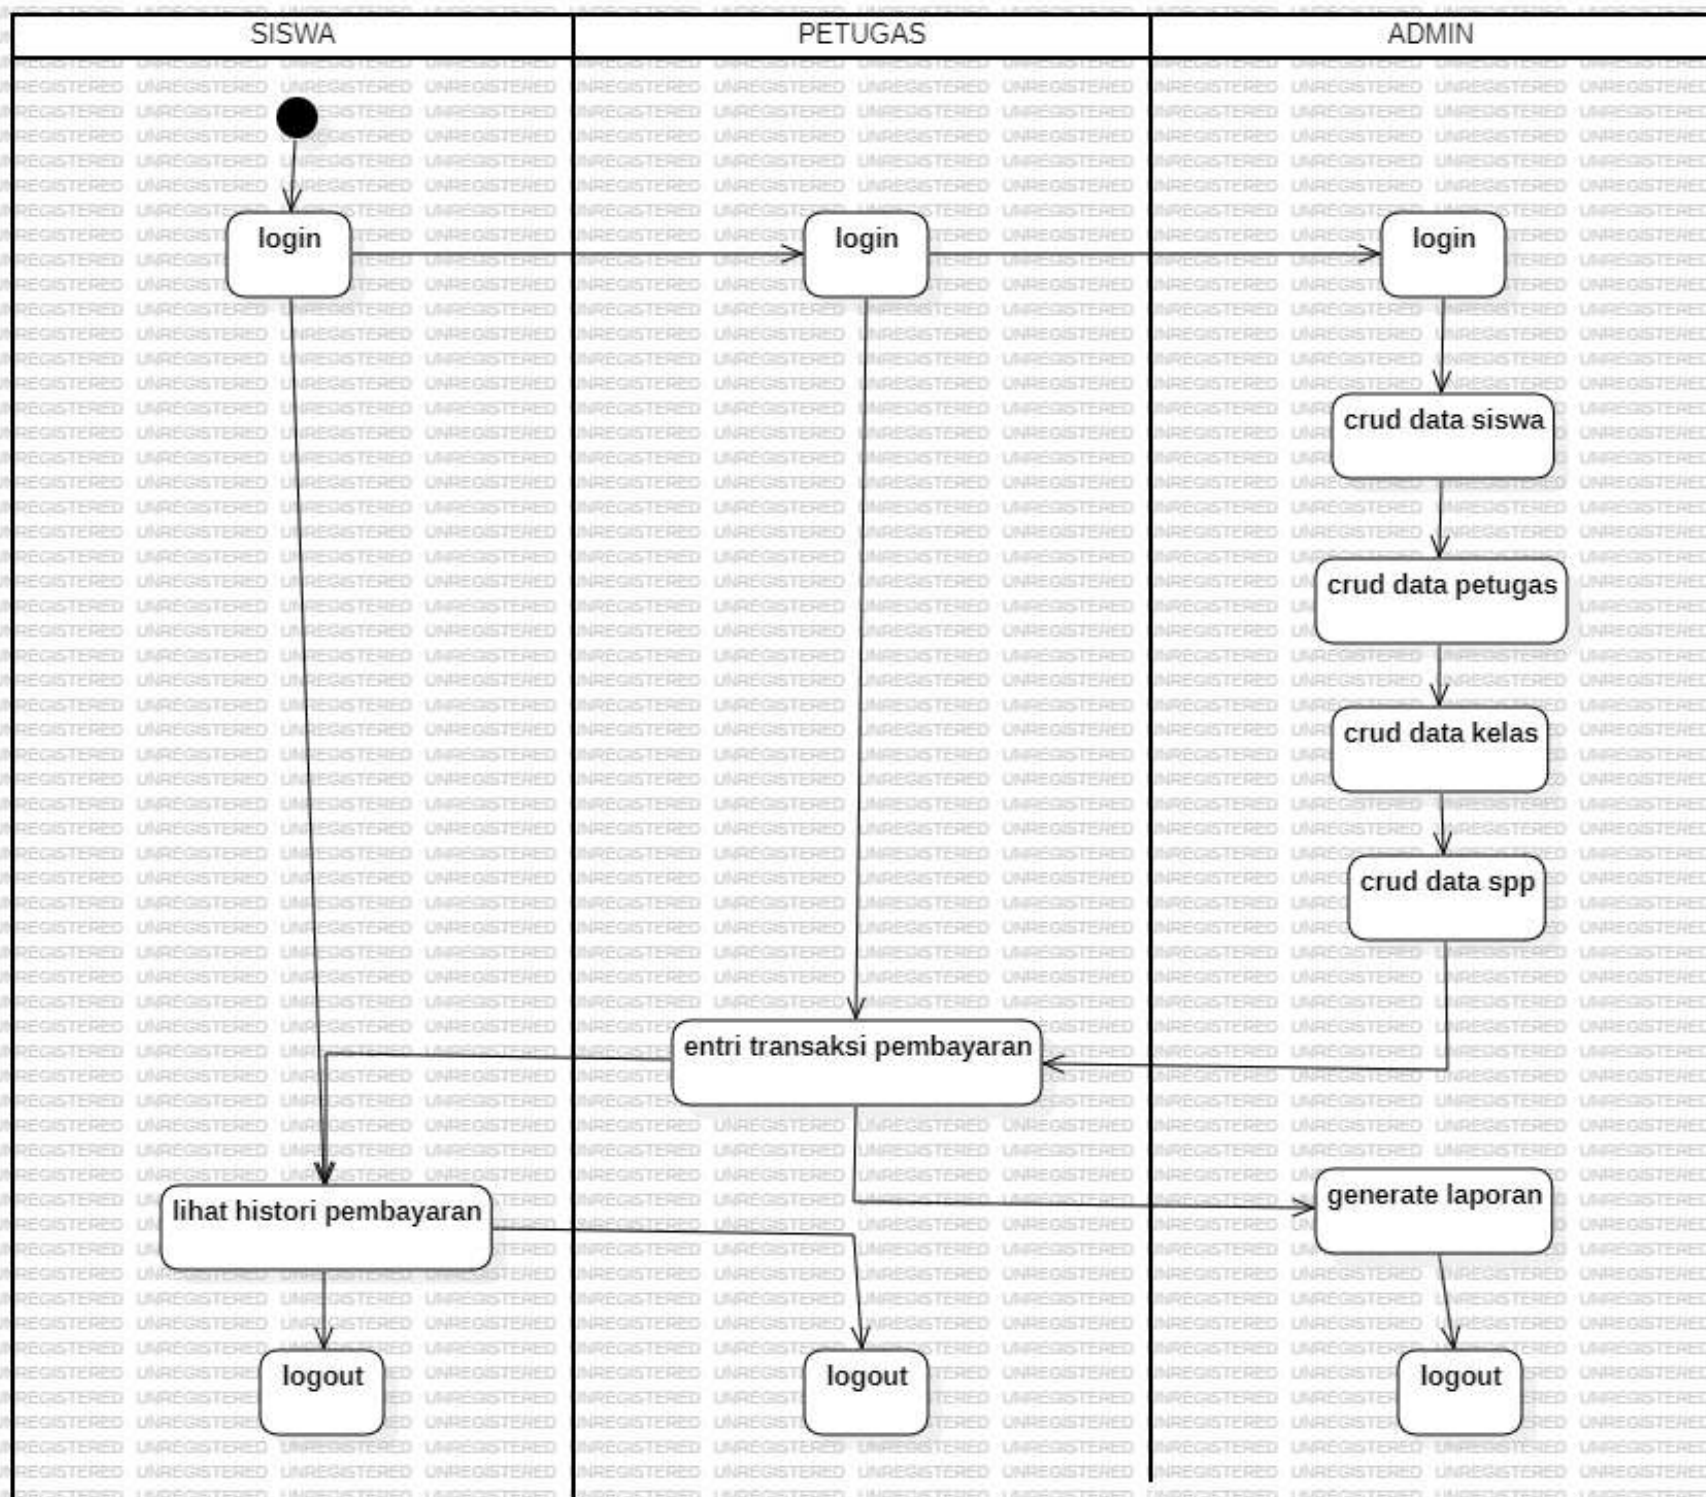 SISWA
PETUGAS
ADMIN
login
login
login
crud data siswa
crud data petugas
crud data kelas
crud data spp
entri transaksi pembayaran
generate laporan
lihat histori pembayaran
logout
logout
logout
UNREGISTERED